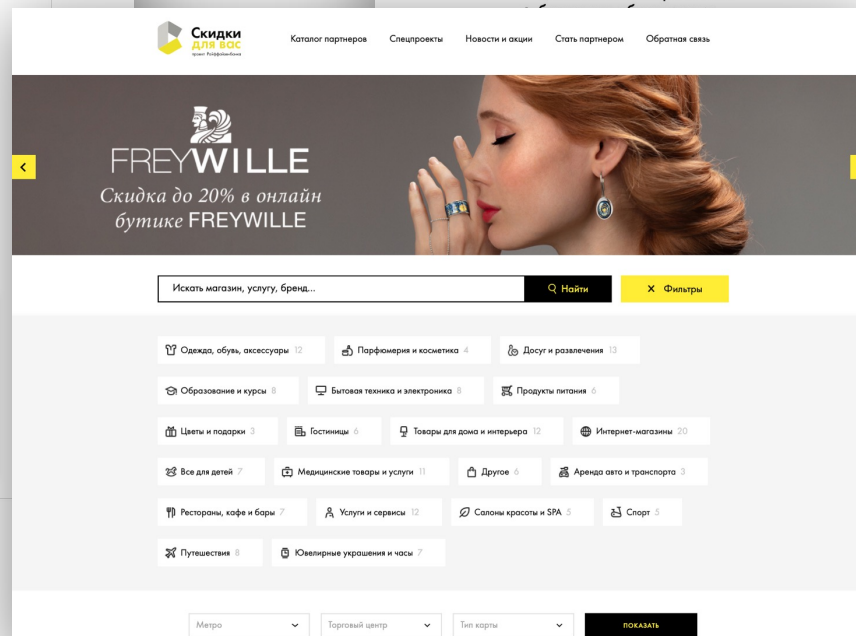 Скидки
для вас
проект Райффайзенбанка
Каталог партнеров Спецпроекты Новости и акции Стать партнером Обратная связь
FREYWILLE
Скидка до 20% в онлайн
бутике FREYWILLE
Искать магазин, услугу, бренд... Найти Фильтры
Одежда, обувь, аксессуары 12 Парфюмерия и косметика 4 Досуг и развлечения 13
Образование и курсы 8 Бытовая техника и электроника 8 Продукты питания 6
Цветы и подарки 3 Гостиницы 6 Товары для дома и интерьера 12 Интернет-магазины 20
Все для детей 7 Медицинские товары и услуги 11 Другое 6 Аренда авто и транспорта 3
Рестораны, кафе и бары 7 Услуги и сервисы 12 Салоны красоты и SPA 5 Спорт 5
Путешествия 8 Ювелирные украшения и часы 7
Метро Торговый центр Тип карты ПОКАЗАТЬ